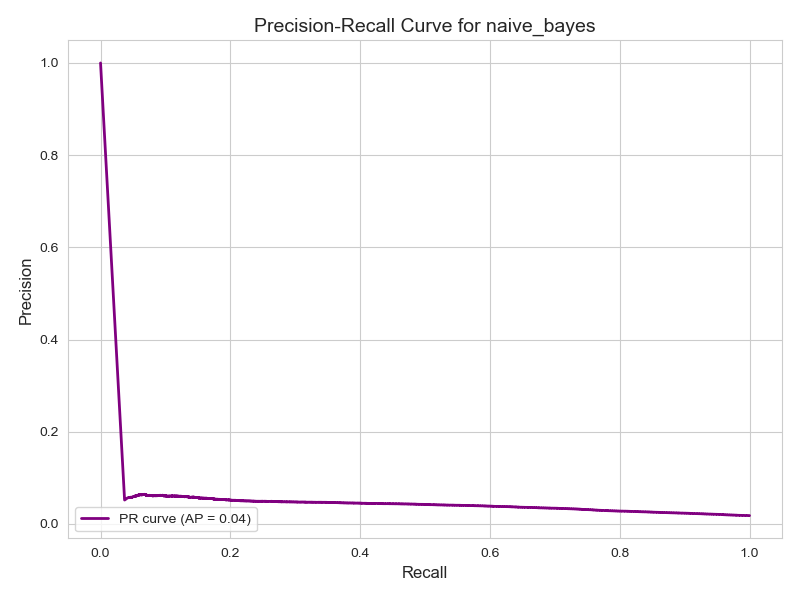 Precision-Recall Curve for naive_bayes
1.0
0.8
0.6
0.4
0.2
0.0
Precision
PR curve (AP = 0.04)
0.0 0.2 0.4 0.6 0.8 1.0
Recall